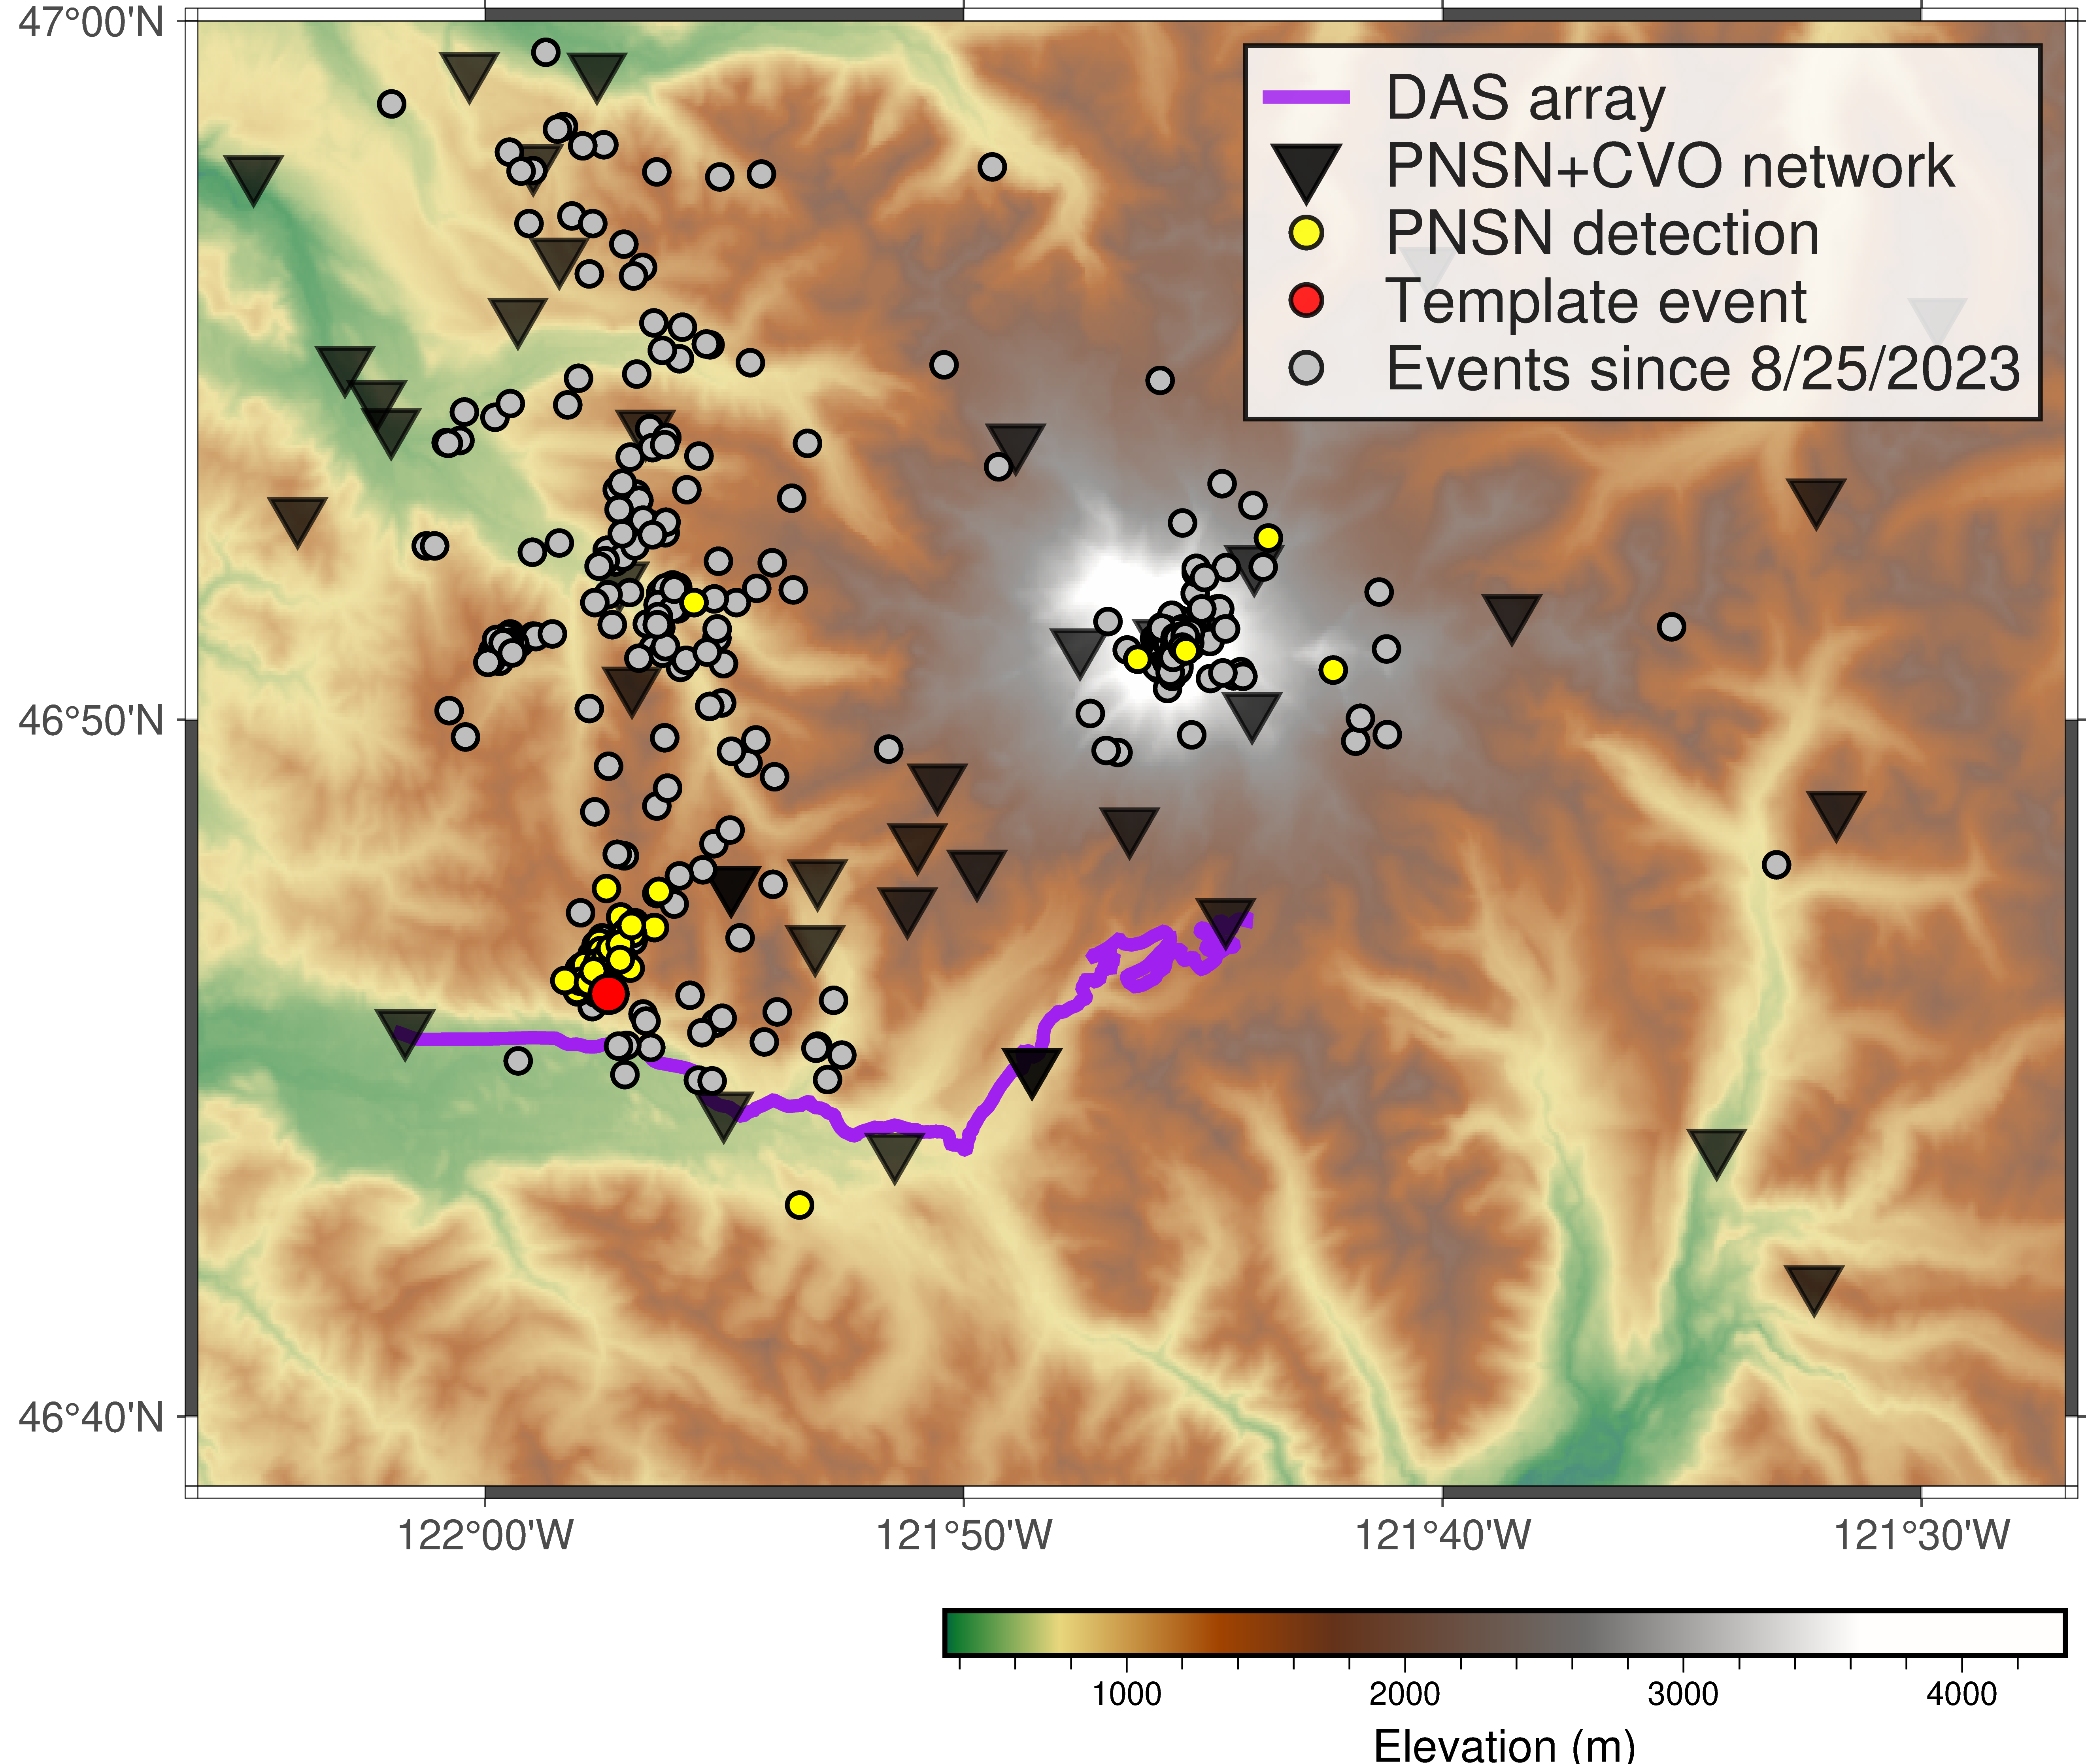 47°00'N
DAS array
PNSN+CVO network
PNSN detection
Template event
Events since 8/25/2023
46°50'N
46°40'N
122°00'W 121°50'W 121°40'W 121°30'W
1000 2000 3000 4000
Elevation (m)